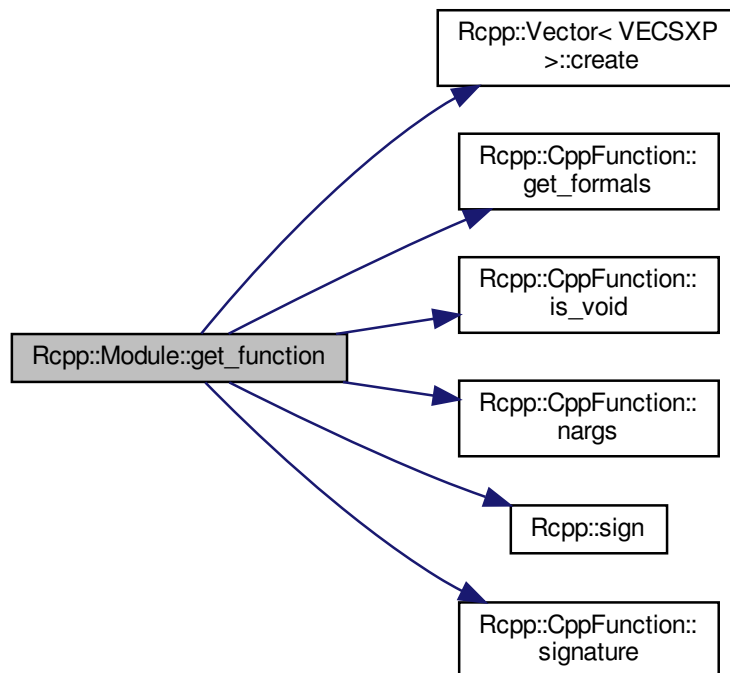 Rcpp::Vector< VECSXP
>::create
Rcpp::CppFunction::
get_formals
Rcpp::CppFunction::
is_void
Rcpp::Module::get_function
Rcpp::CppFunction::
nargs
Rcpp::sign
Rcpp::CppFunction::
signature